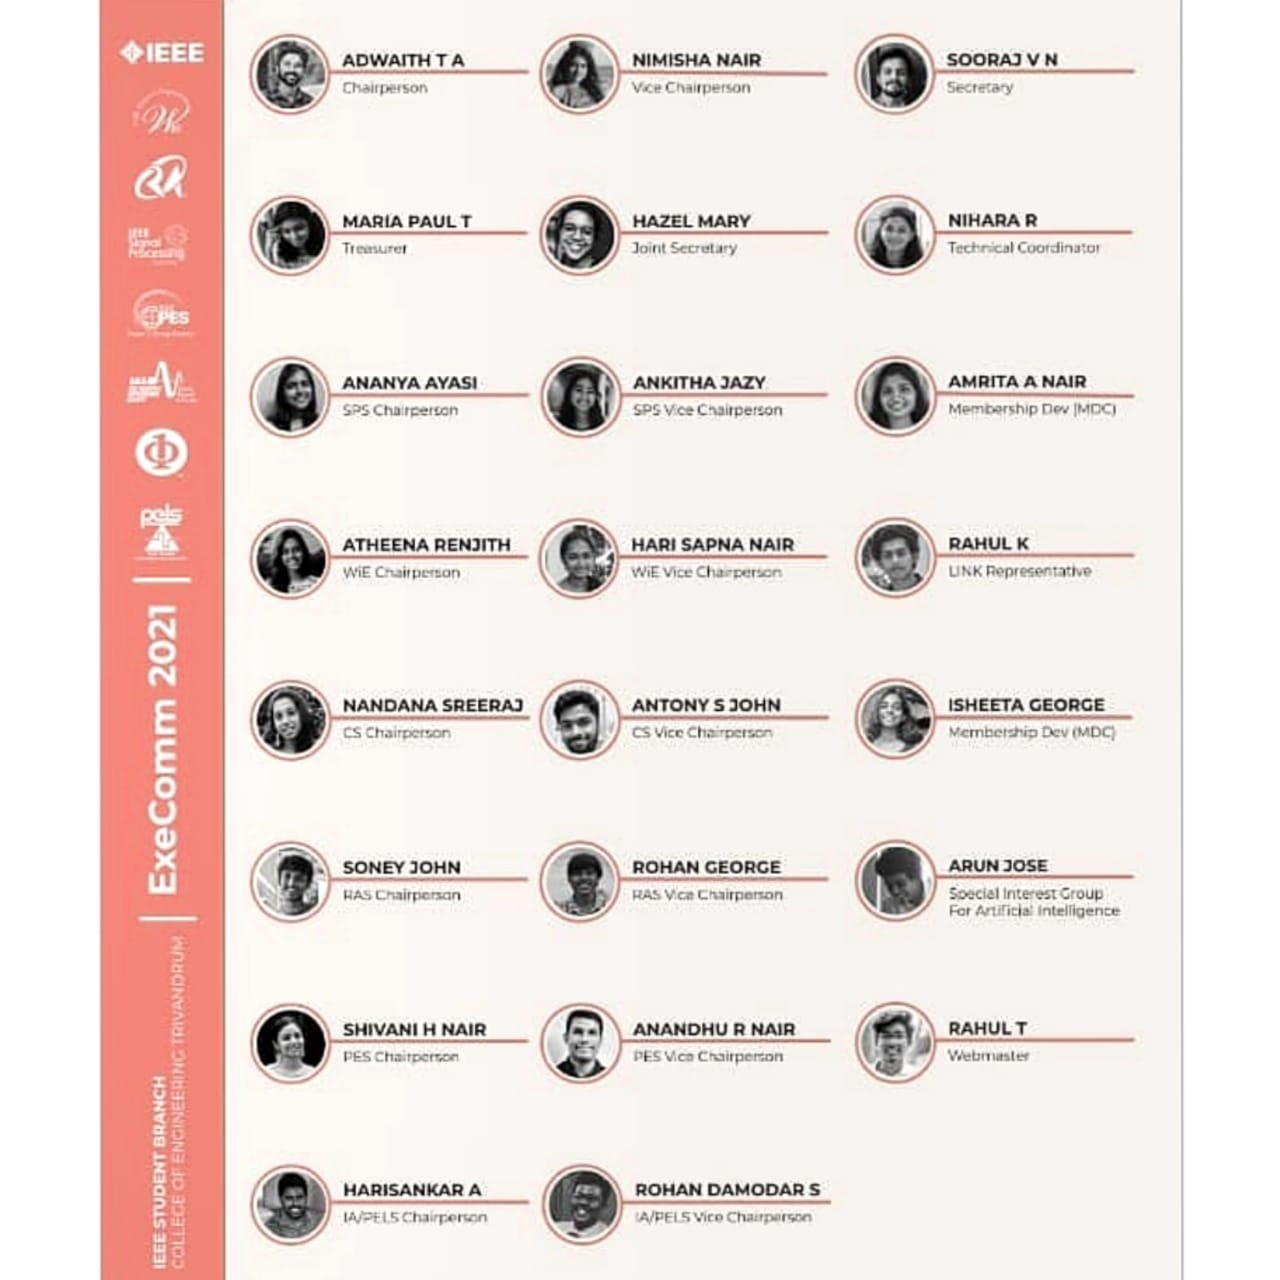 IEEE
WIE
IEEE
Signal
Processing
PES
pels
ExeComm 2021
IEEE STUDENT BRANCH
COLLEGE OF ENGINEERING TRIVANDRUM
ADWAITH T A
Chairperson
NIMISHA NAIR
Vice Chairperson
SOORAJ V N
Secretary
MARIA PAUL T
Treasurer
HAZEL MARY
Joint Secretary
NIHARA R
Technical Coordinator
ANANYA AYASI
SPS Chairperson
ANKITHA JAZY
SPS Vice Chairperson
AMRITA A NAIR
Membership Dev (MDC)
ATHEENA RENJITH
WiE Chairperson
HARI SAPNA NAIR
WiE Vice Chairperson
RAHUL K
LINK Representative
NANDANA SREERAJ
CS Chairperson
ANTONY S JOHN
CS Vice Chairperson
ISHEETA GEORGE
Membership Dev (MDC)
SONEY JOHN
RAS Chairperson
ROHAN GEORGE
RAS Vice Chairperson
ARUN JOSE
Special Interest Group
For Artificial Intelligence
SHIVANI H NAIR
PES Chairperson
ANANDHU R NAIR
PES Vice Chairperson
RAHUL T
Webmaster
HARISANKAR A
IA/PELS Chairperson
ROHAN DAMODAR S
IA/PELS Vice Chairperson